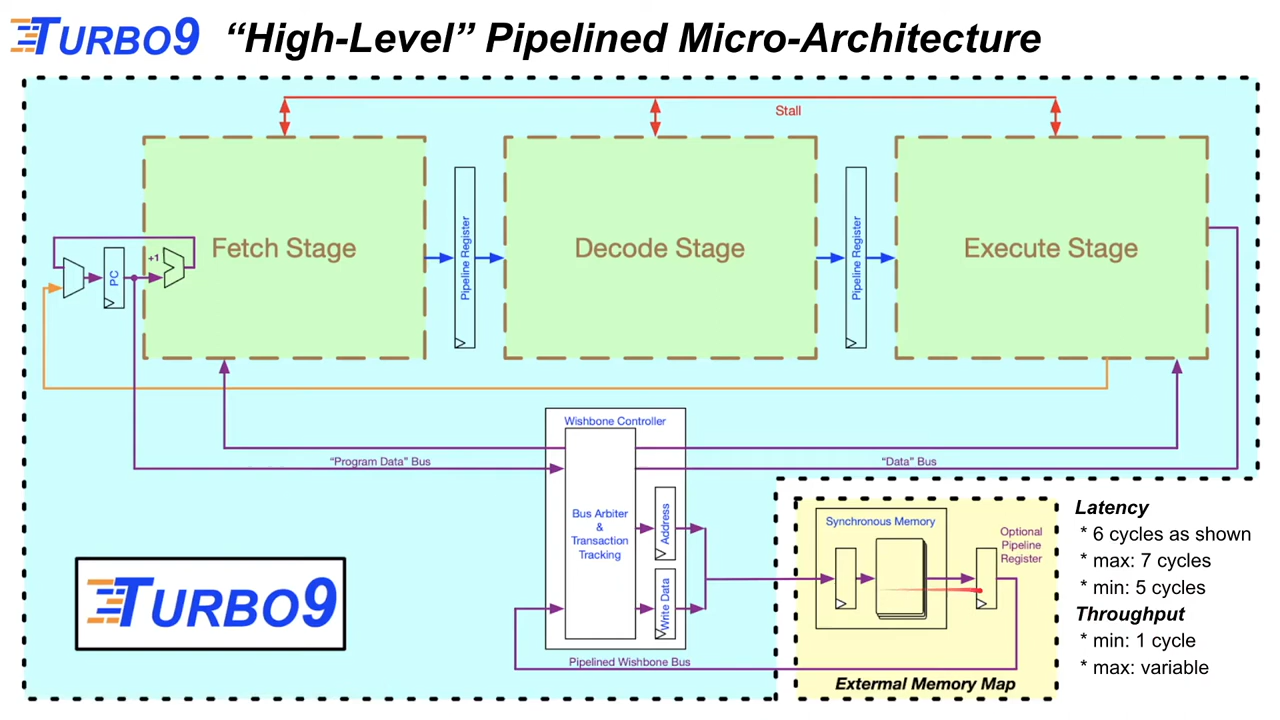 TURBO9 “High-Level” Pipelined Micro-Architecture
Stall
Fetch Stage
Pipeline Register
Decode Stage
Pipeline Register
Execute Stage
PC
+1
Wishbone Controller
“Program Data” Bus
“Data” Bus
Bus Arbiter
&
Transaction
Tracking
Address
Write Data
Pipelined Wishbone Bus
Synchronous Memory
Optional
Pipeline
Register
External Memory Map
Latency
* 6 cycles as shown
* max: 7 cycles
* min: 5 cycles
Throughput
* min: 1 cycle
* max: variable
TURBO9